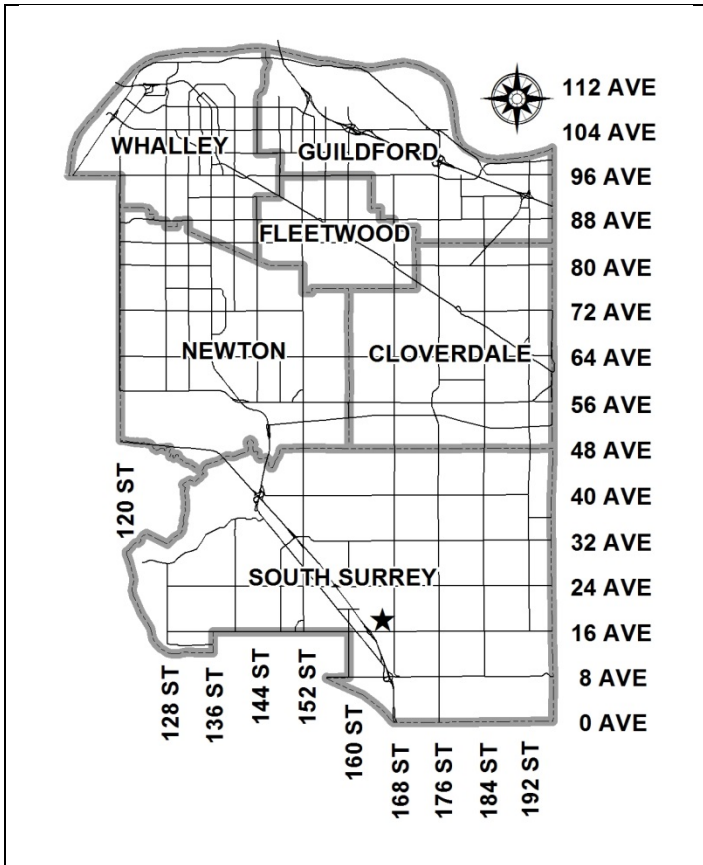 112 AVE
104 AVE
WHALLEY
GUILDFORD
96 AVE
88 AVE
FLEETWOOD
80 AVE
72 AVE
NEWTON
CLOVERDALE
64 AVE
56 AVE
48 AVE
120 ST
40 AVE
32 AVE
SOUTH SURREY
24 AVE
16 AVE
128 ST
136 ST
144 ST
152 ST
160 ST
8 AVE
0 AVE
168 ST
176 ST
184 ST
192 ST